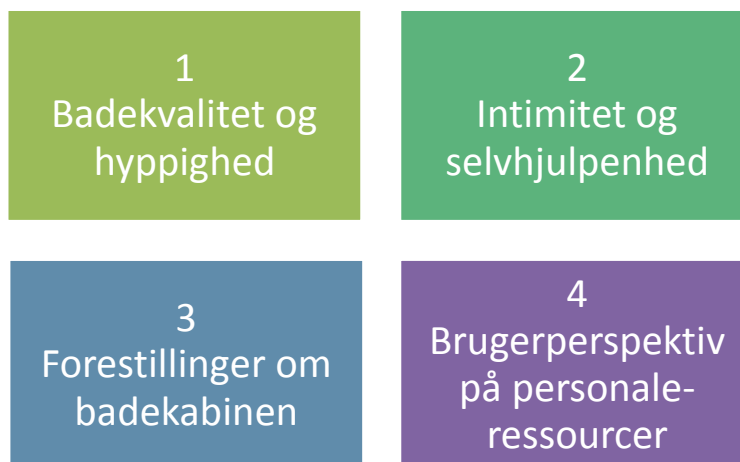 1
Badekvalitet og
hyppighed
2
Intimitet og
selvhjulpenhed
3
Forestillinger om
badekabinen
4
Brugerperspektiv
på personale-
ressourcer